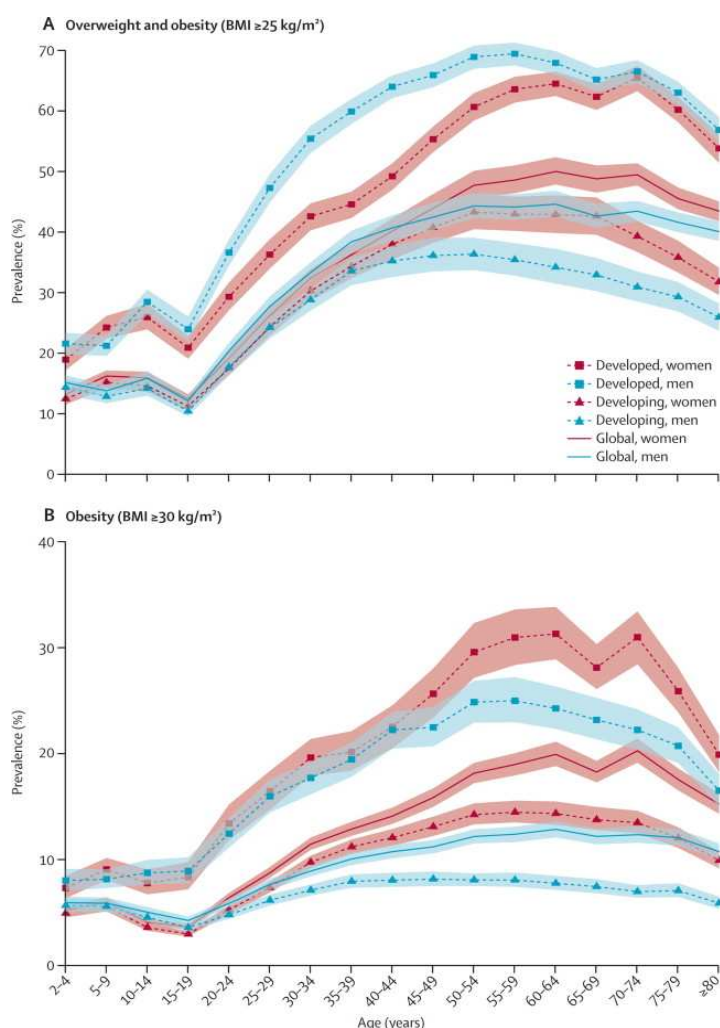 A Overweight and obesity (BMI ≥25 kg/m²)
70
60
50
40
30
20
10
0
Prevalence (%)
Developed, women
Developed, men
Developing, women
Developing, men
Global, women
Global, men
B Obesity (BMI ≥30 kg/m²)
40
30
20
10
0
Prevalence (%)
2–4
5–9
10–14
15–19
20–24
25–29
30–34
35–39
40–44
45–49
50–54
55–59
60–64
65–69
70–74
75–79
≥80
Age (years)